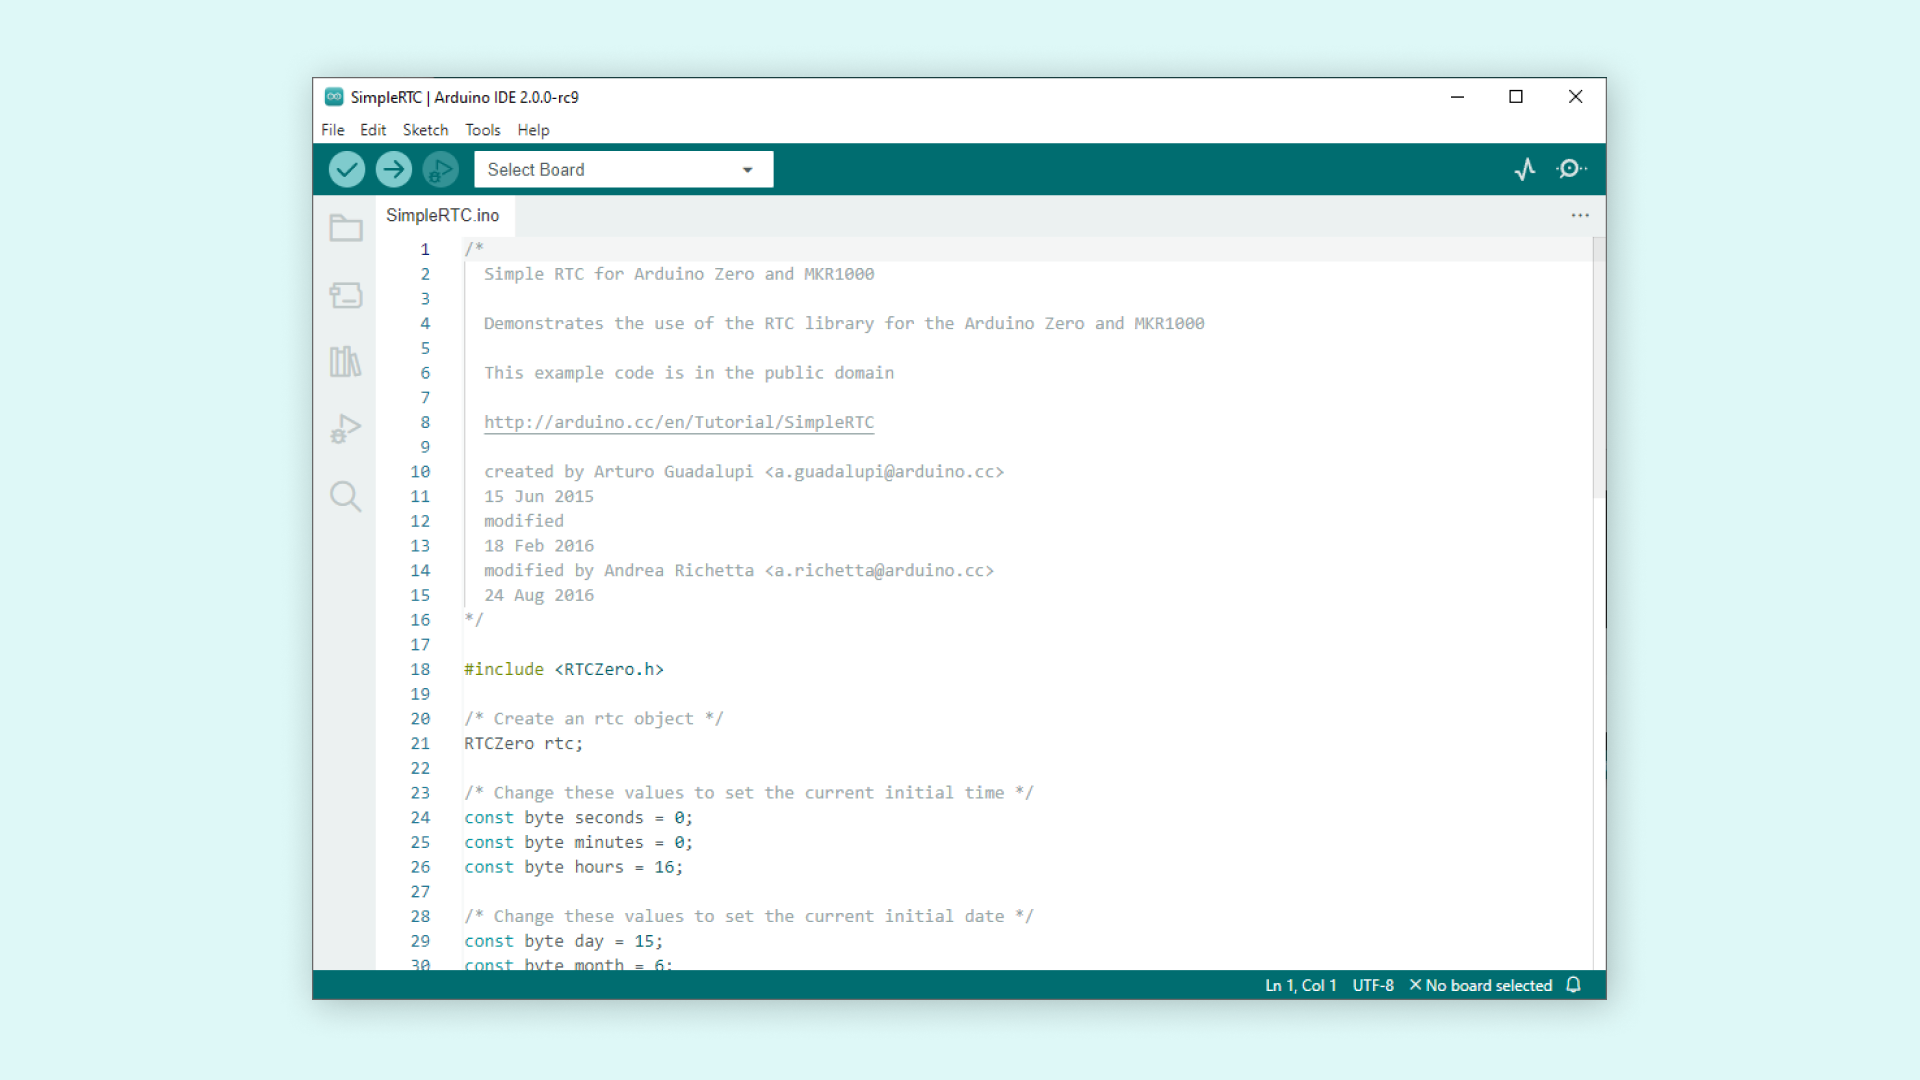 SimpleRTC | Arduino IDE 2.0.0-rc9
File Edit Sketch Tools Help
Select Board
SimpleRTC.ino
1 /*
2 Simple RTC for Arduino Zero and MKR1000
3
4 Demonstrates the use of the RTC library for the Arduino Zero and MKR1000
5
6 This example code is in the public domain
7
8 http://arduino.cc/en/Tutorial/SimpleRTC
9
10 created by Arturo Guadalupi <a.guadalupi@arduino.cc>
11 15 Jun 2015
12 modified
13 18 Feb 2016
14 modified by Andrea Richetta <a.richetta@arduino.cc>
15 24 Aug 2016
16 */
17
18 #include <RTCZero.h>
19
20 /* Create an rtc object */
21 RTCZero rtc;
22
23 /* Change these values to set the current initial time */
24 const byte seconds = 0;
25 const byte minutes = 0;
26 const byte hours = 16;
27
28 /* Change these values to set the current initial date */
29 const byte day = 15;
30 const byte month = 6;
Ln 1, Col 1 UTF-8 No board selected